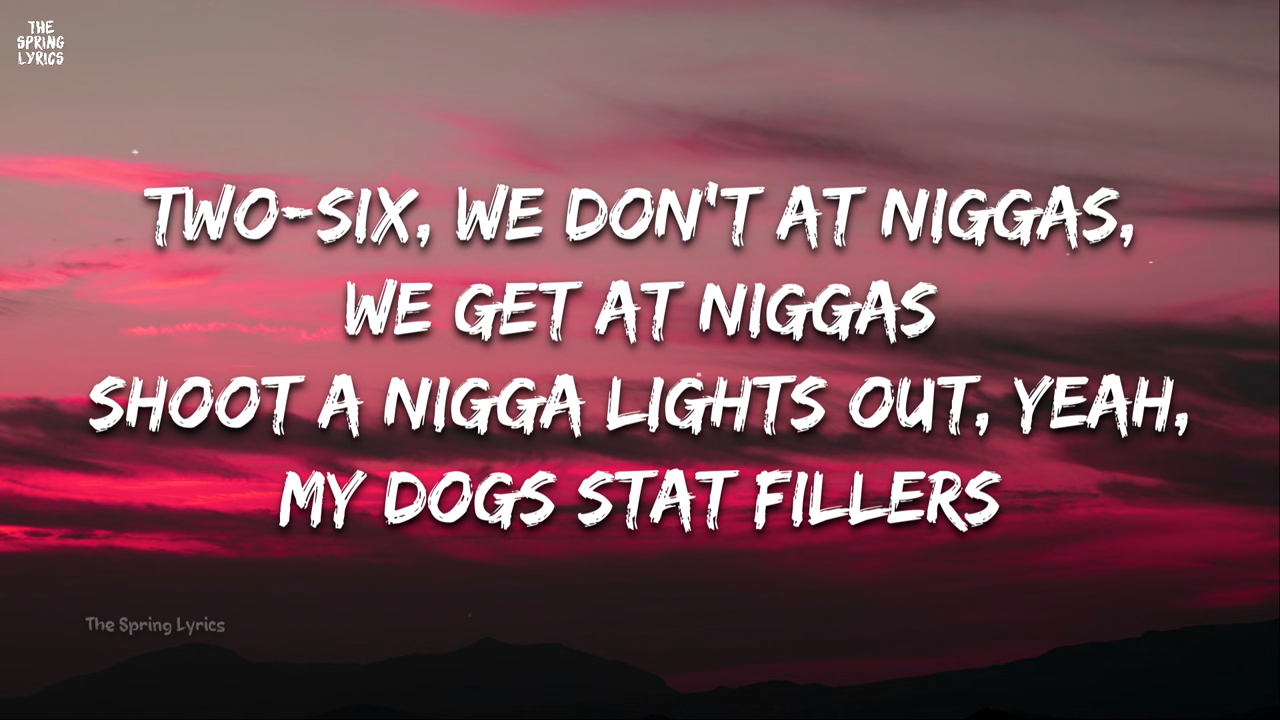 THE
SPRING
LYRICS
TWO-SIX, WE DON'T AT NIGGAS,
WE GET AT NIGGAS
SHOOT A NIGGA LIGHTS OUT, YEAH,
MY DOGS STAT FILLERS
The Spring Lyrics